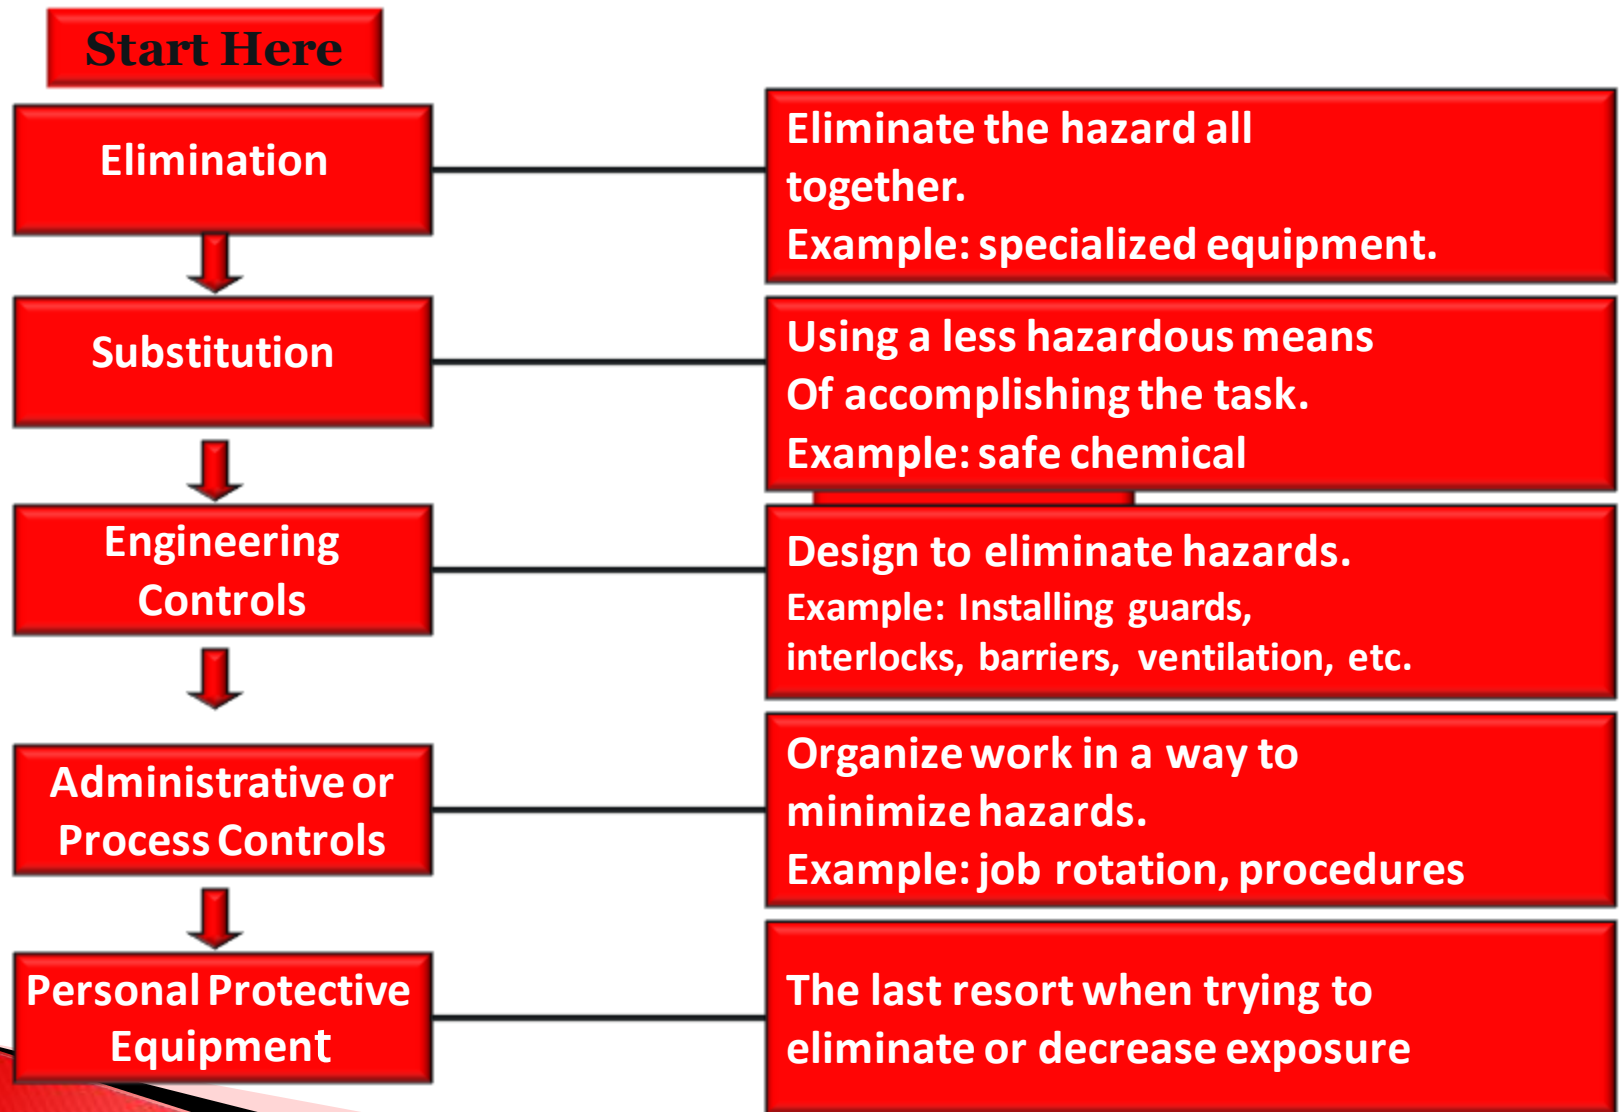 Start Here
Elimination
Eliminate the hazard all
together.
Example: specialized equipment.
Substitution
Using a less hazardous means
Of accomplishing the task.
Example: safe chemical
Engineering
Controls
Design to eliminate hazards.
Example: Installing guards,
interlocks, barriers, ventilation, etc.
Administrative or
Process Controls
Organize work in a way to
minimize hazards.
Example: job rotation, procedures
Personal Protective
Equipment
The last resort when trying to
eliminate or decrease exposure